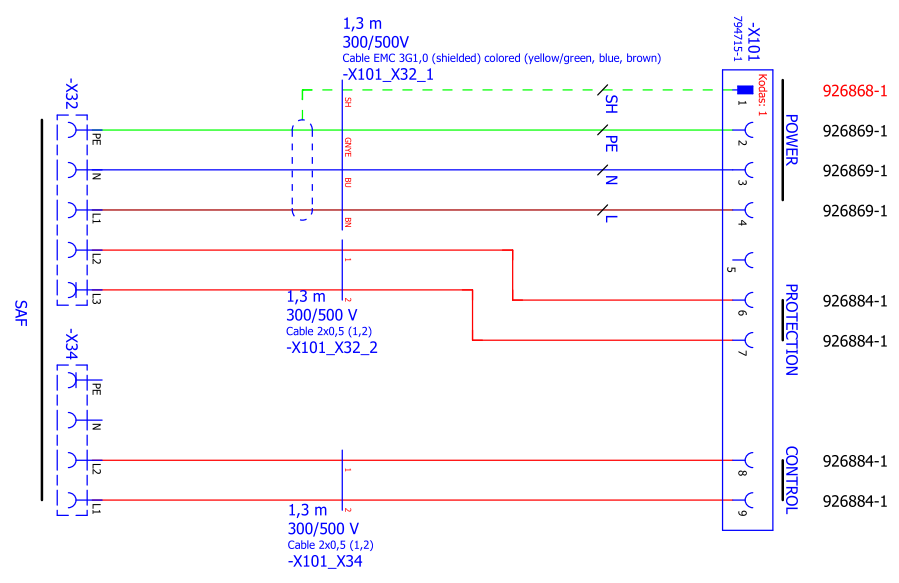 1,3 m
300/500V
Cable EMC 3G1,0 (shielded) colored (yellow/green, blue, brown)
-X101_X32_1
-X101
794715-1
Kodas: 1
-X32
PE
N
L1
L2
L3
SH
GNYE
BU
BN
SH
PE
N
L
1
2
3
4
5
6
7
8
9
POWER
PROTECTION
CONTROL
926868-1
926869-1
926869-1
926869-1
926884-1
926884-1
926884-1
926884-1
1
2
1,3 m
300/500 V
Cable 2x0,5 (1,2)
-X101_X32_2
SAF
-X34
PE
N
L2
L1
1
2
1,3 m
300/500 V
Cable 2x0,5 (1,2)
-X101_X34